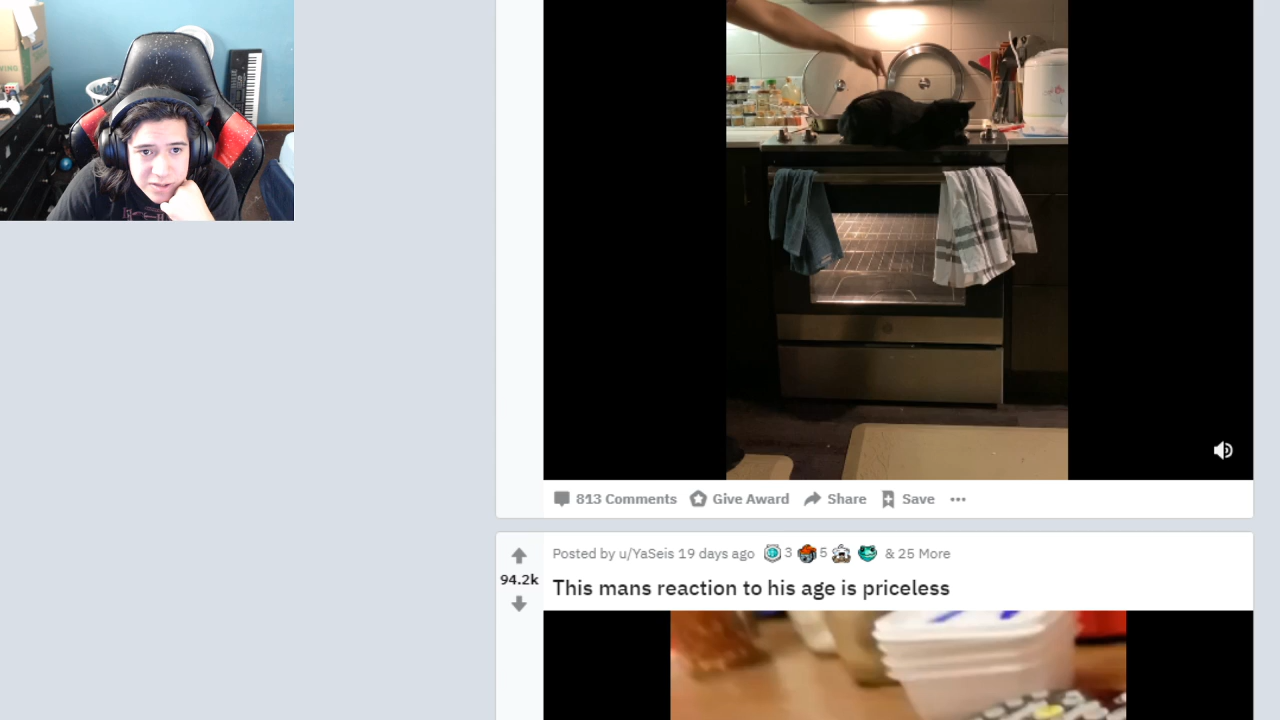 813 Comments Give Award Share Save
Posted by u/YaSeis 19 days ago 3 5 & 25 More
94.2k
This mans reaction to his age is priceless